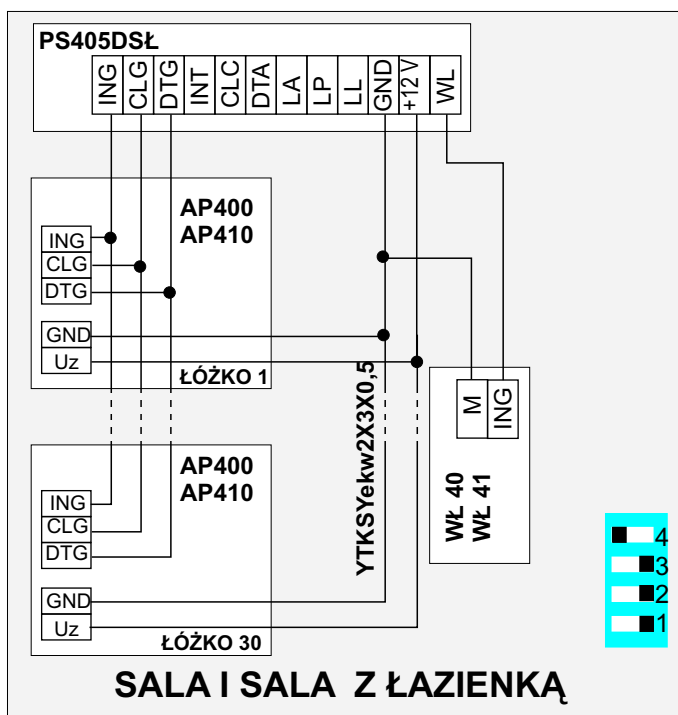 PS405DSŁ
ING
CLG
DTG
INT
CLC
DTA
LA
LP
LL
GND
+12 V
WL
AP400
AP410
ING
CLG
DTG
GND
Uz
ŁÓŻKO 1
AP400
AP410
ING
CLG
DTG
GND
Uz
ŁÓŻKO 30
YTKSYekw2X3X0,5
M
ING
WŁ 40
WŁ 41
4
3
2
1
SALA I SALA Z ŁAZIENKĄ